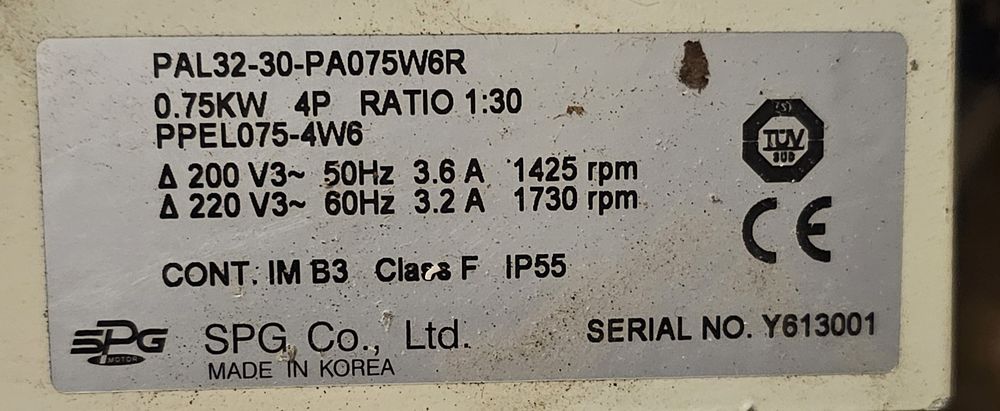 PAL32-30-PA075W6R
0.75KW 4P RATIO 1:30
PPEL075-4W6
Δ 200 V3~ 50Hz 3.6 A 1425 rpm
Δ 220 V3~ 60Hz 3.2 A 1730 rpm
TÜV
SÜD
CE
CONT. IM B3 Class F IP55
SPG MOTOR
SPG Co., Ltd.
SERIAL NO. Y613001
MADE IN KOREA